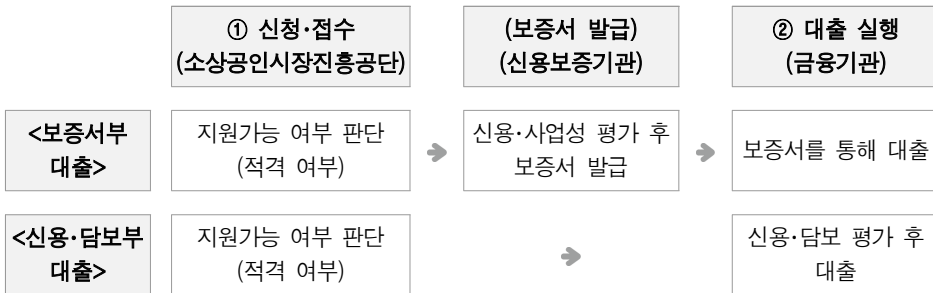 ① 신청·접수
(소상공인시장진흥공단)
(보증서 발급)
(신용보증기관)
② 대출 실행
(금융기관)
<보증서부
대출>
지원가능 여부 판단
(적격 여부)
신용·사업성 평가 후
보증서 발급
보증서를 통해 대출
<신용·담보부
대출>
지원가능 여부 판단
(적격 여부)
신용·담보 평가 후
대출